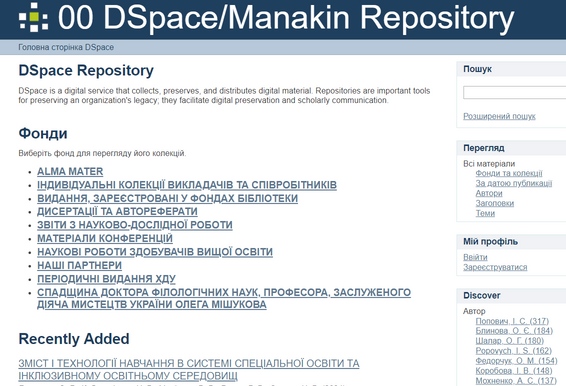 00 DSpace/Manakin Repository
Головна сторінка DSpace
DSpace Repository
DSpace is a digital service that collects, preserves, and distributes digital material. Repositories are important tools
for preserving an organization's legacy; they facilitate digital preservation and scholarly communication.
Фонди
Виберіть фонд для перегляду його колекцій.
ALMA MATER
ІНДИВІДУАЛЬНІ КОЛЕКЦІЇ ВИКЛАДАЧІВ ТА СПІВРОБІТНИКІВ
ВИДАННЯ, ЗАРЕЄСТРОВАНІ У ФОНДАХ БІБЛІОТЕКИ
ДИСЕРТАЦІЇ ТА АВТОРЕФЕРАТИ
ЗВІТИ З НАУКОВО-ДОСЛІДНОЇ РОБОТИ
МАТЕРІАЛИ КОНФЕРЕНЦІЙ
НАУКОВІ РОБОТИ ЗДОБУВАЧІВ ВИЩОЇ ОСВІТИ
НАШІ ПАРТНЕРИ
ПЕРІОДИЧНІ ВИДАННЯ ХДУ
СПАДЩИНА ДОКТОРА ФІЛОЛОГІЧНИХ НАУК, ПРОФЕСОРА, ЗАСЛУЖЕНОГО
ДІЯЧА МИСТЕЦТВ УКРАЇНИ ОЛЕГА МІШУКОВА
Recently Added
ЗМІСТ І ТЕХНОЛОГІЇ НАВЧАННЯ В СИСТЕМІ СПЕЦІАЛЬНОЇ ОСВІТИ ТА
ІНКЛЮЗИВНОМУ ОСВІТНЬОМУ СЕРЕДОВИЩІ
Пошук
Розширений пошук
Перегляд
Всі матеріали
Фонди та колекції
За датою публикації
Автори
Заголовки
Теми
Мій профіль
Ввійти
Зареєструватися
Discover
Автор
Попович, І. С. (317)
Блинова, О. Є. (184)
Шапар, О. Г. (180)
Popovych, I. S. (162)
Федорчук, О. М. (154)
Коробова, І. В. (148)
Мохненко, А. С. (137)